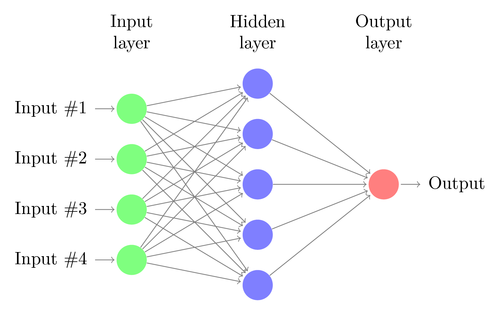 Input
layer
Hidden
layer
Output
layer
Input #1
Input #2
Input #3
Input #4
Output